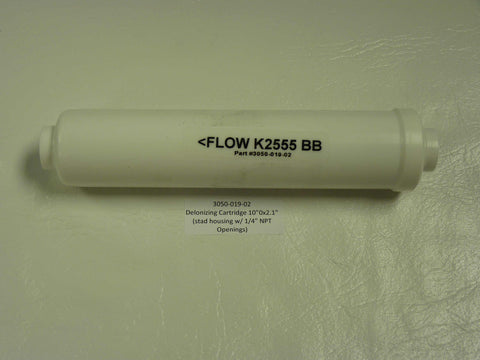 <FLOW K2555 BB
Part #3050-019-02
3050-019-02
DeIonizing Cartridge 10"0x2.1"
(stad housing w/ 1/4" NPT
Openings)